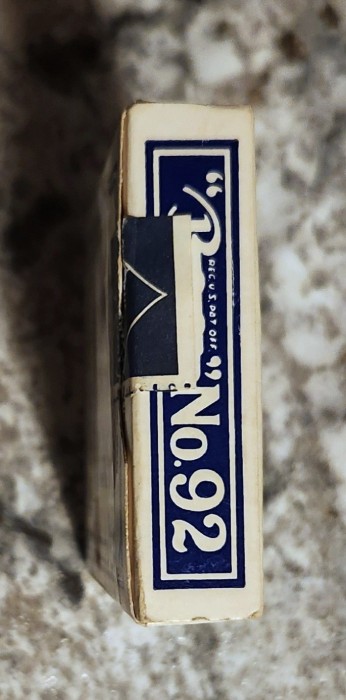 REG. U.S. PAT. OFF.
No. 92